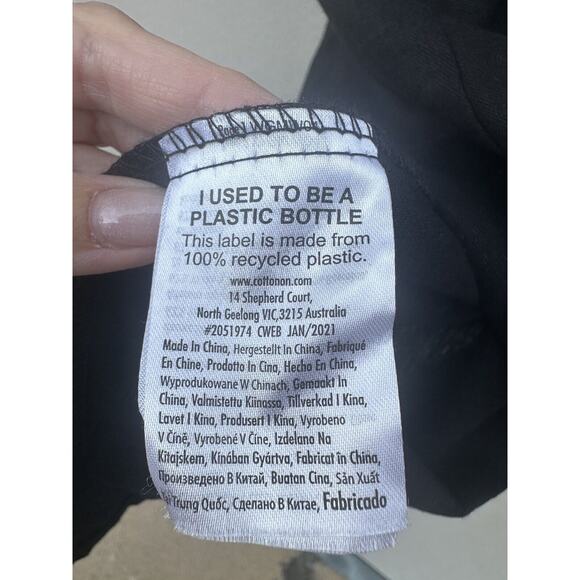 I USED TO BE A
PLASTIC BOTTLE
This label is made from
100% recycled plastic.
www.cottonon.com
14 Shepherd Court,
North Geelong VIC,3215 Australia
#2051974 CWEB JAN/2021
Made In China, Hergestellt In China, Fabriqué
En Chine, Prodotto In Cina, Hecho En China,
Wyprodukowane W Chinach, Gemaakt In
China, Valmistettu Kiinassa, Tillverkad I Kina,
Lavet I Kina, Produsert I Kina, Vyrobeno
V Číně, Vyrobené V Číne, Izdelano Na
Kitajskem, Kínában Gyártva, Fabricat în China,
Произведено В Китай, Buatan Cina, Sản Xuất
Trung Quốc, Сделано В Китае, Fabricado